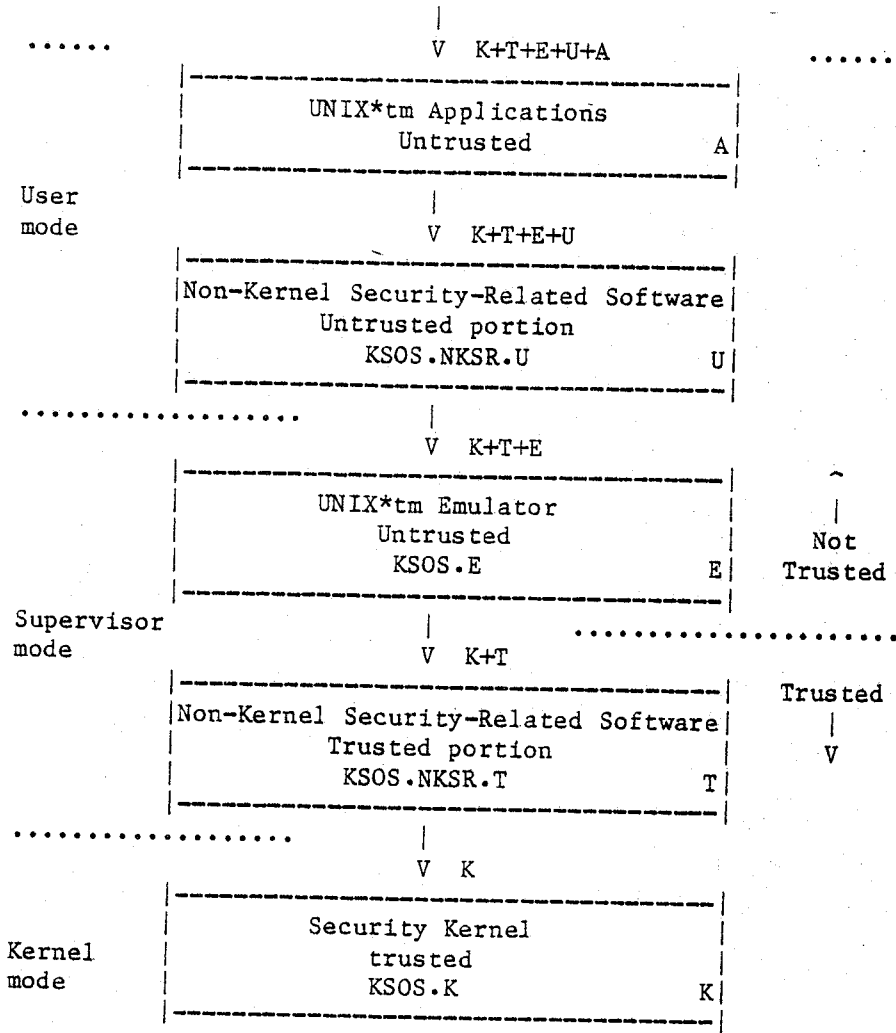 V K+T+E+U+A
UNIX*tm Applications
Untrusted A
User
mode
V K+T+E+U
Non-Kernel Security-Related Software
Untrusted portion
KSOS.NKSR.U U
V K+T+E
UNIX*tm Emulator
Untrusted
KSOS.E E
Not
Trusted
Supervisor
mode
V K+T
Trusted
Non-Kernel Security-Related Software
Trusted portion
V
KSOS.NKSR.T T
V K
Security Kernel
trusted
KSOS.K K
Kernel
mode